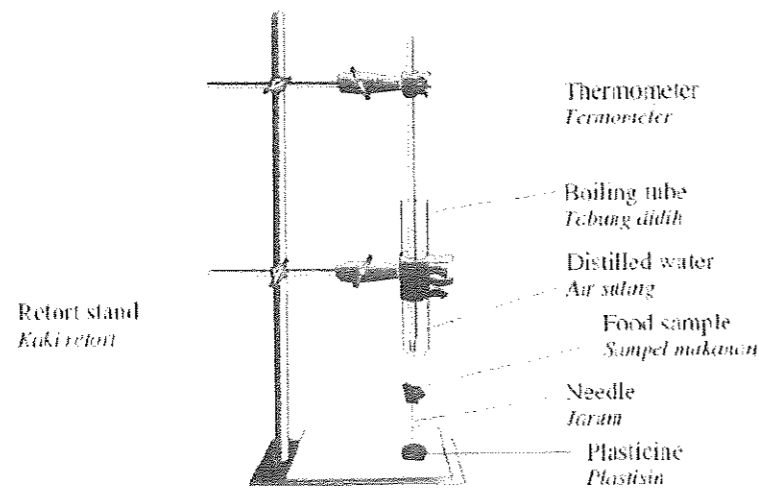 Thermometer
Termometer
Boiling tube
Tabung didih
Distilled water
Air suling
Retort stand
Kaki retort
Food sample
Sampel makanan
Needle
Jarum
Plasticine
Plastisin